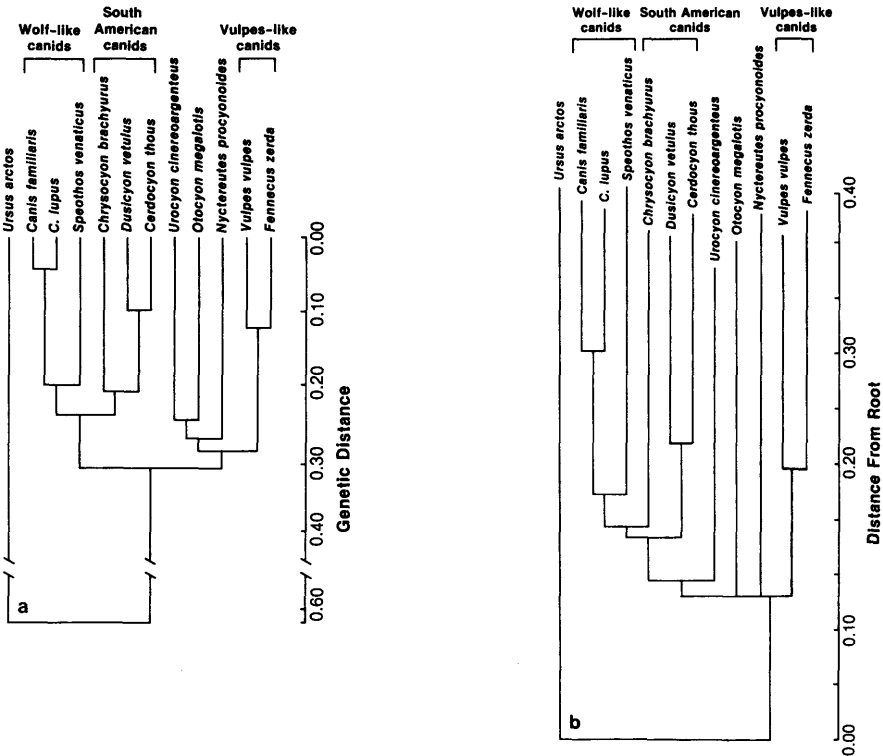 Wolf-like
canids
South
American
canids
Vulpes-like
canids
Ursus arctos
Canis familiaris
C. lupus
Speothos venaticus
Chrysocyon brachyurus
Dusicyon vetulus
Cerdocyon thous
Urocyon cinereoargenteus
Otocyon megalotis
Nyctereutes procyonoides
Vulpes vulpes
Fennecus zerda
0.00
0.10
0.20
0.30
0.40
0.60
Genetic Distance
a
Wolf-like
canids
South American
canids
Vulpes-like
canids
Ursus arctos
Canis familiaris
C. lupus
Speothos venaticus
Chrysocyon brachyurus
Dusicyon vetulus
Cerdocyon thous
Urocyon cinereoargenteus
Otocyon megalotis
Nyctereutes procyonoides
Vulpes vulpes
Fennecus zerda
0.40
0.30
0.20
0.10
0.00
Distance From Root
b